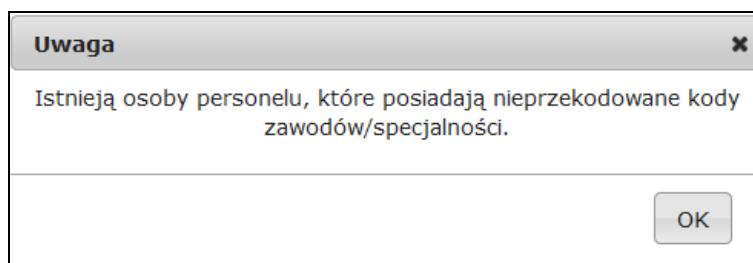 Uwaga
Istnieją osoby personelu, które posiadają nieprzekodowane kody
zawodów/specjalności.
OK